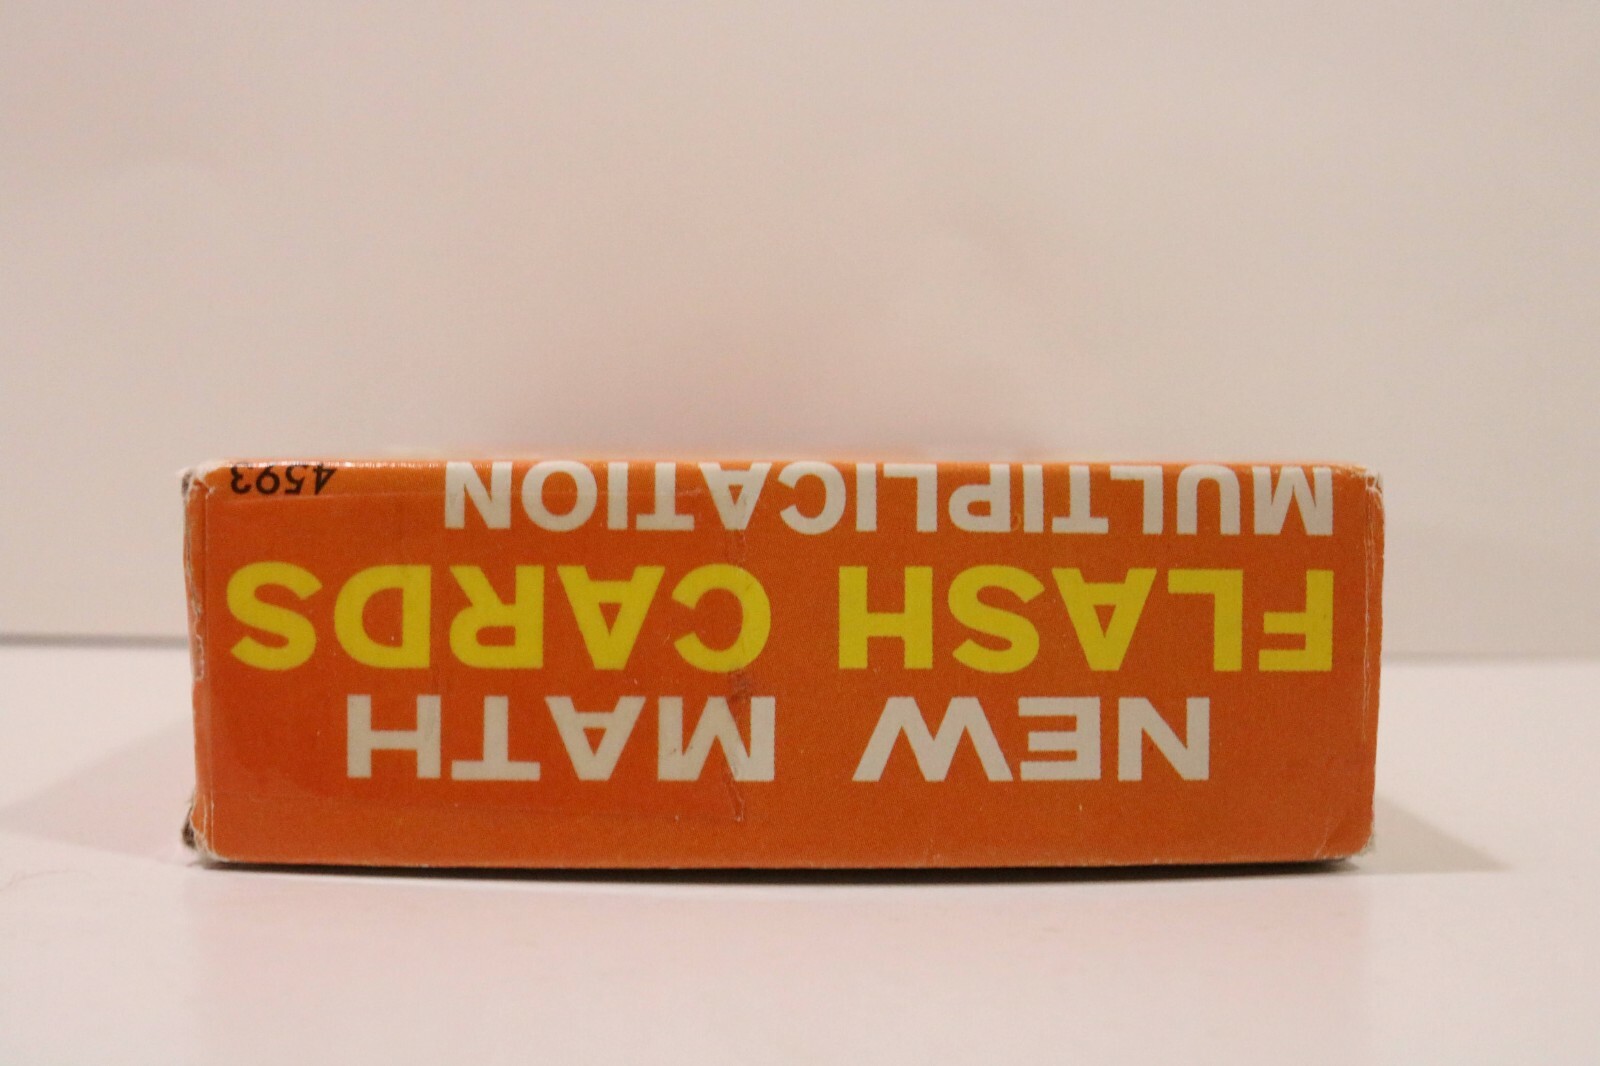 NEW MATH
FLASH CARDS
MULTIPLICATION
4593